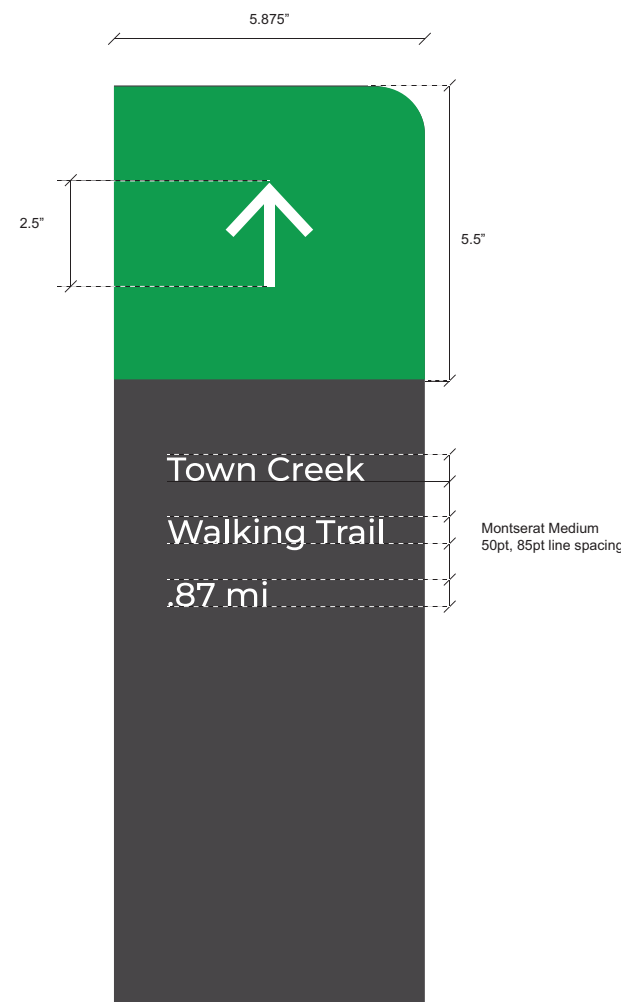 5.875”
2.5”
5.5”
Town Creek
Walking Trail
.87 mi
Montserat Medium
50pt, 85pt line spacing